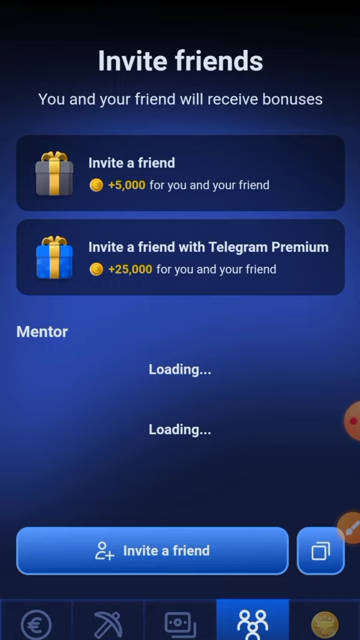 Invite friends
You and your friend will receive bonuses
Invite a friend
+5,000 for you and your friend
Invite a friend with Telegram Premium
+25,000 for you and your friend
Mentor
Loading...
Loading...
Invite a friend